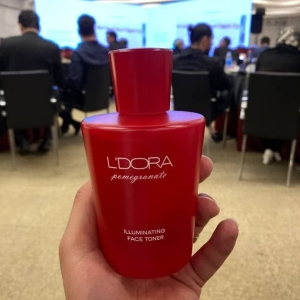 L'DORA
pomegranate
ILLUMINATING
FACE TONER